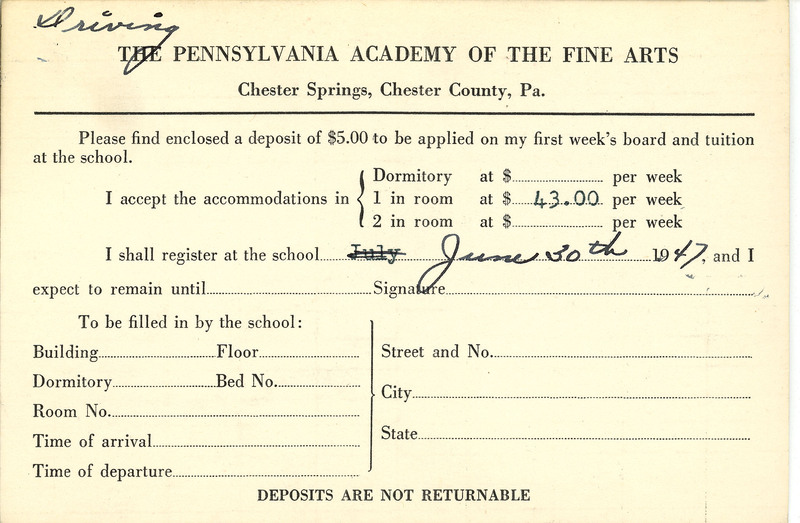 Driving
THE PENNSYLVANIA ACADEMY OF THE FINE ARTS
Chester Springs, Chester County, Pa.
Please find enclosed a deposit of $5.00 to be applied on my first week's board and tuition
at the school.
Dormitory at $ per week
I accept the accommodations in 1 in room at $ 43.00 per week
2 in room at $ per week
I shall register at the school July June 30th 1947, and I
expect to remain until Signature
To be filled in by the school:
Building Floor
Street and No.
Dormitory Bed No.
City
Room No.
State
Time of arrival
Time of departure
DEPOSITS ARE NOT RETURNABLE